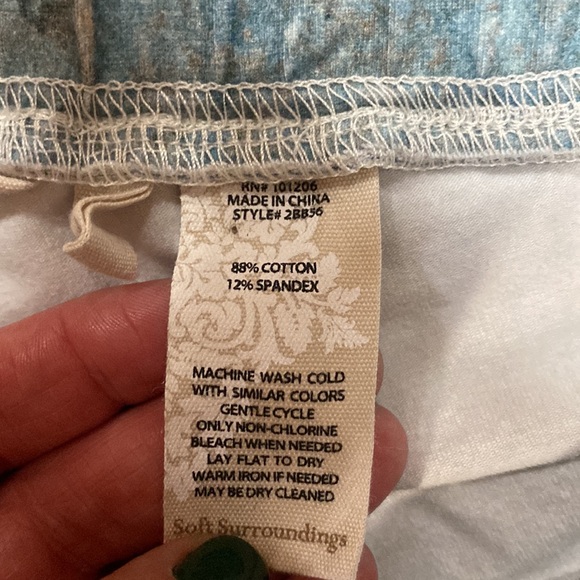 RN# 101206
MADE IN CHINA
STYLE# 2BB56
88% COTTON
12% SPANDEX
MACHINE WASH COLD
WITH SIMILAR COLORS
GENTLE CYCLE
ONLY NON-CHLORINE
BLEACH WHEN NEEDED
LAY FLAT TO DRY
WARM IRON IF NEEDED
MAY BE DRY CLEANED
Soft Surroundings